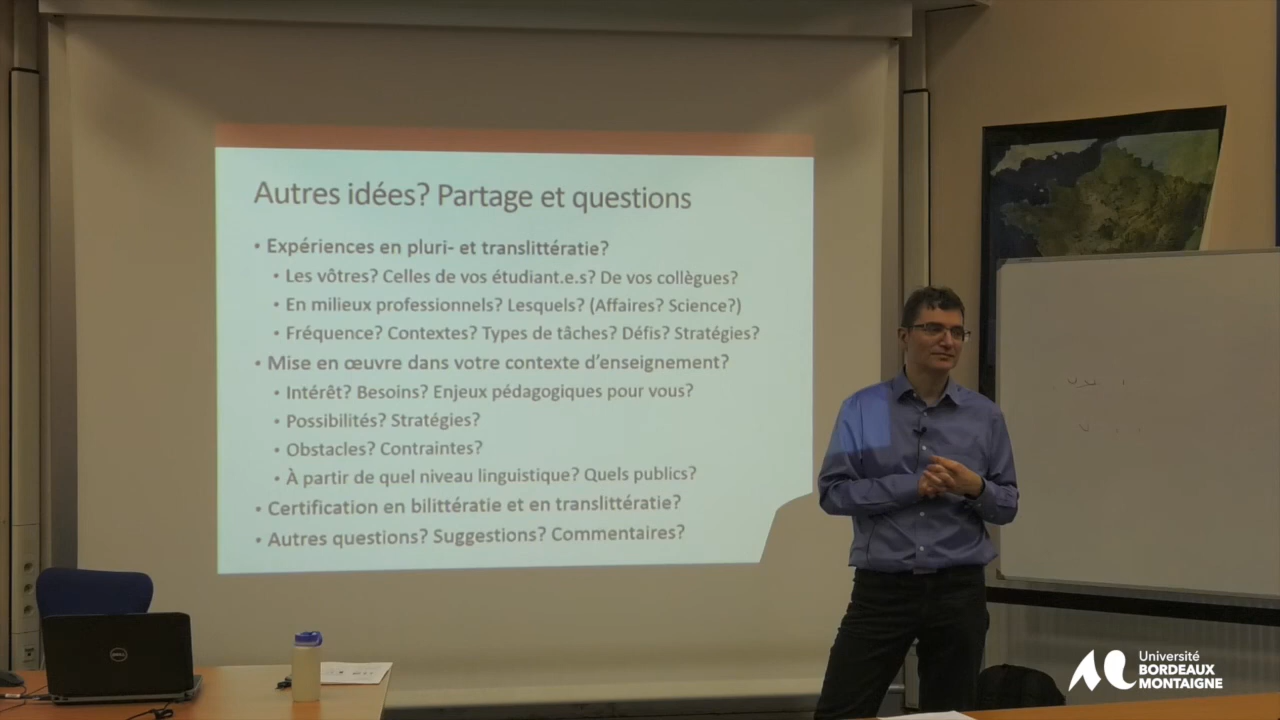 Autres idées? Partage et questions
• Expériences en pluri- et translittératie?
• Les vôtres? Celles de vos étudiant.e.s? De vos collègues?
• En milieux professionnels? Lesquels? (Affaires? Science?)
• Fréquence? Contextes? Types de tâches? Défis? Stratégies?
• Mise en œuvre dans votre contexte d'enseignement?
• Intérêt? Besoins? Enjeux pédagogiques pour vous?
• Possibilités? Stratégies?
• Obstacles? Contraintes?
• À partir de quel niveau linguistique? Quels publics?
• Certification en bilittératie et en translittératie?
• Autres questions? Suggestions? Commentaires?
DELL
Université
BORDEAUX
MONTAIGNE